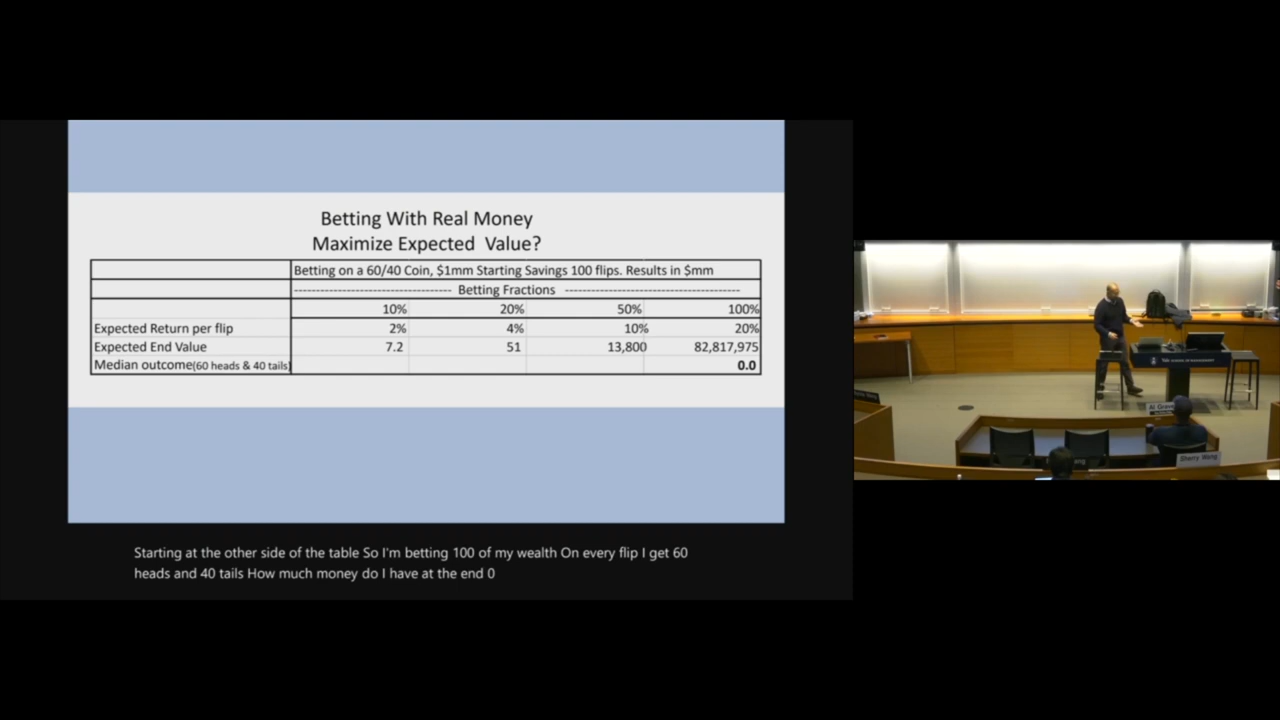 Betting With Real Money
Maximize Expected Value?
Betting on a 60/40 Coin, $1mm Starting Savings 100 flips. Results in $mm
---------------------------------- Betting Fractions --------------------------------------
10% 20% 50% 100%
Expected Return per flip 2% 4% 10% 20%
Expected End Value 7.2 51 13,800 82,817,975
Median outcome(60 heads & 40 tails) 0.0
Starting at the other side of the table So I'm betting 100 of my wealth On every flip I get 60
heads and 40 tails How much money do I have at the end 0
Sherry Wang